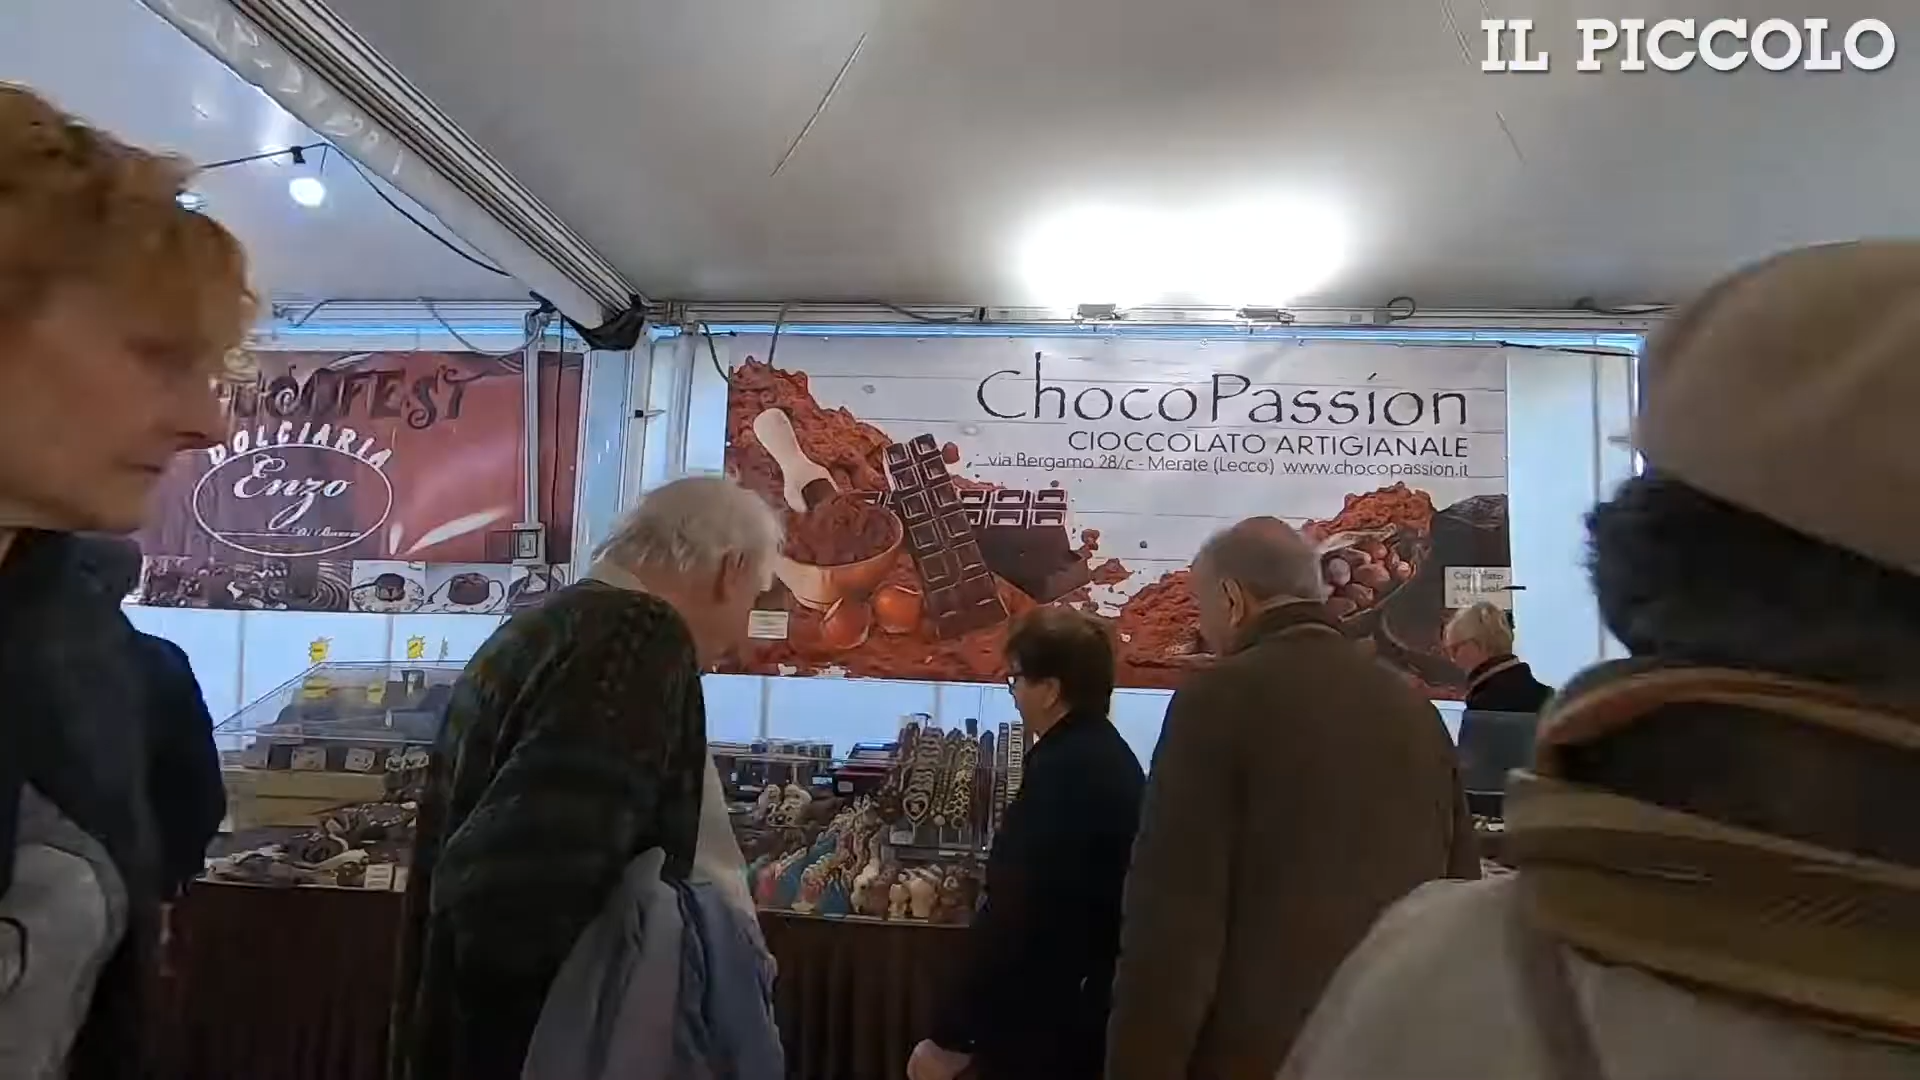 IL PICCOLO
ChocoPassion
CIOCCOLATO ARTIGIANALE
via Bergamo 28/c - Merate (Lecco) www.chocopassion.it
DOLCIARIA
Enzo